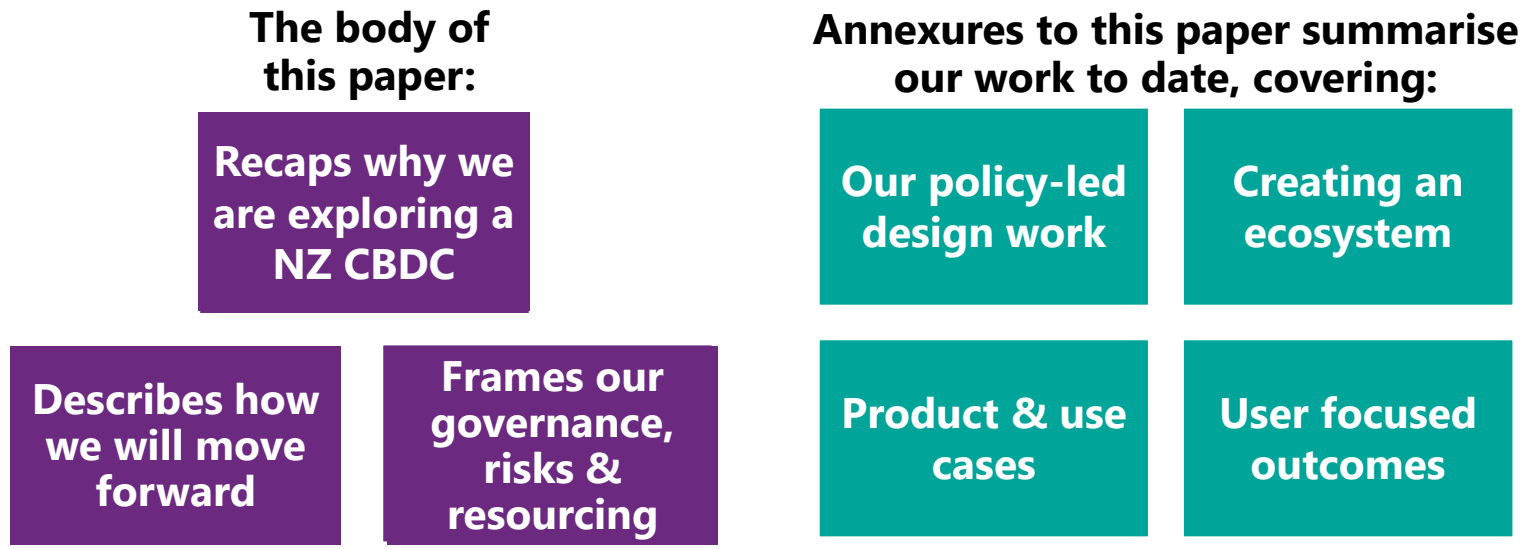 The body of
this paper:
Recaps why we
are exploring a
NZ CBDC
Describes how
we will move
forward
Frames our
governance,
risks &
resourcing
Annexures to this paper summarise
our work to date, covering:
Our policy-led
design work
Creating an
ecosystem
Product & use
cases
User focused
outcomes